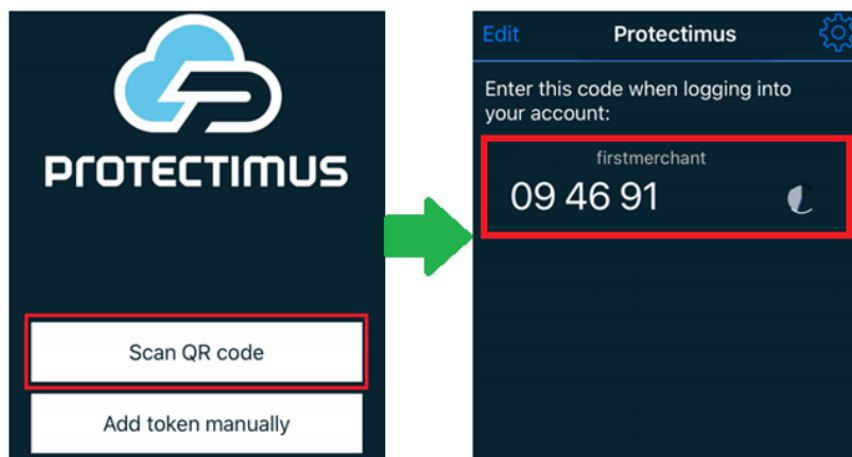 PROTECTIMUS
Scan QR code
Add token manually
Edit
Protectimus
Enter this code when logging into
your account:
firstmerchant
09 46 91